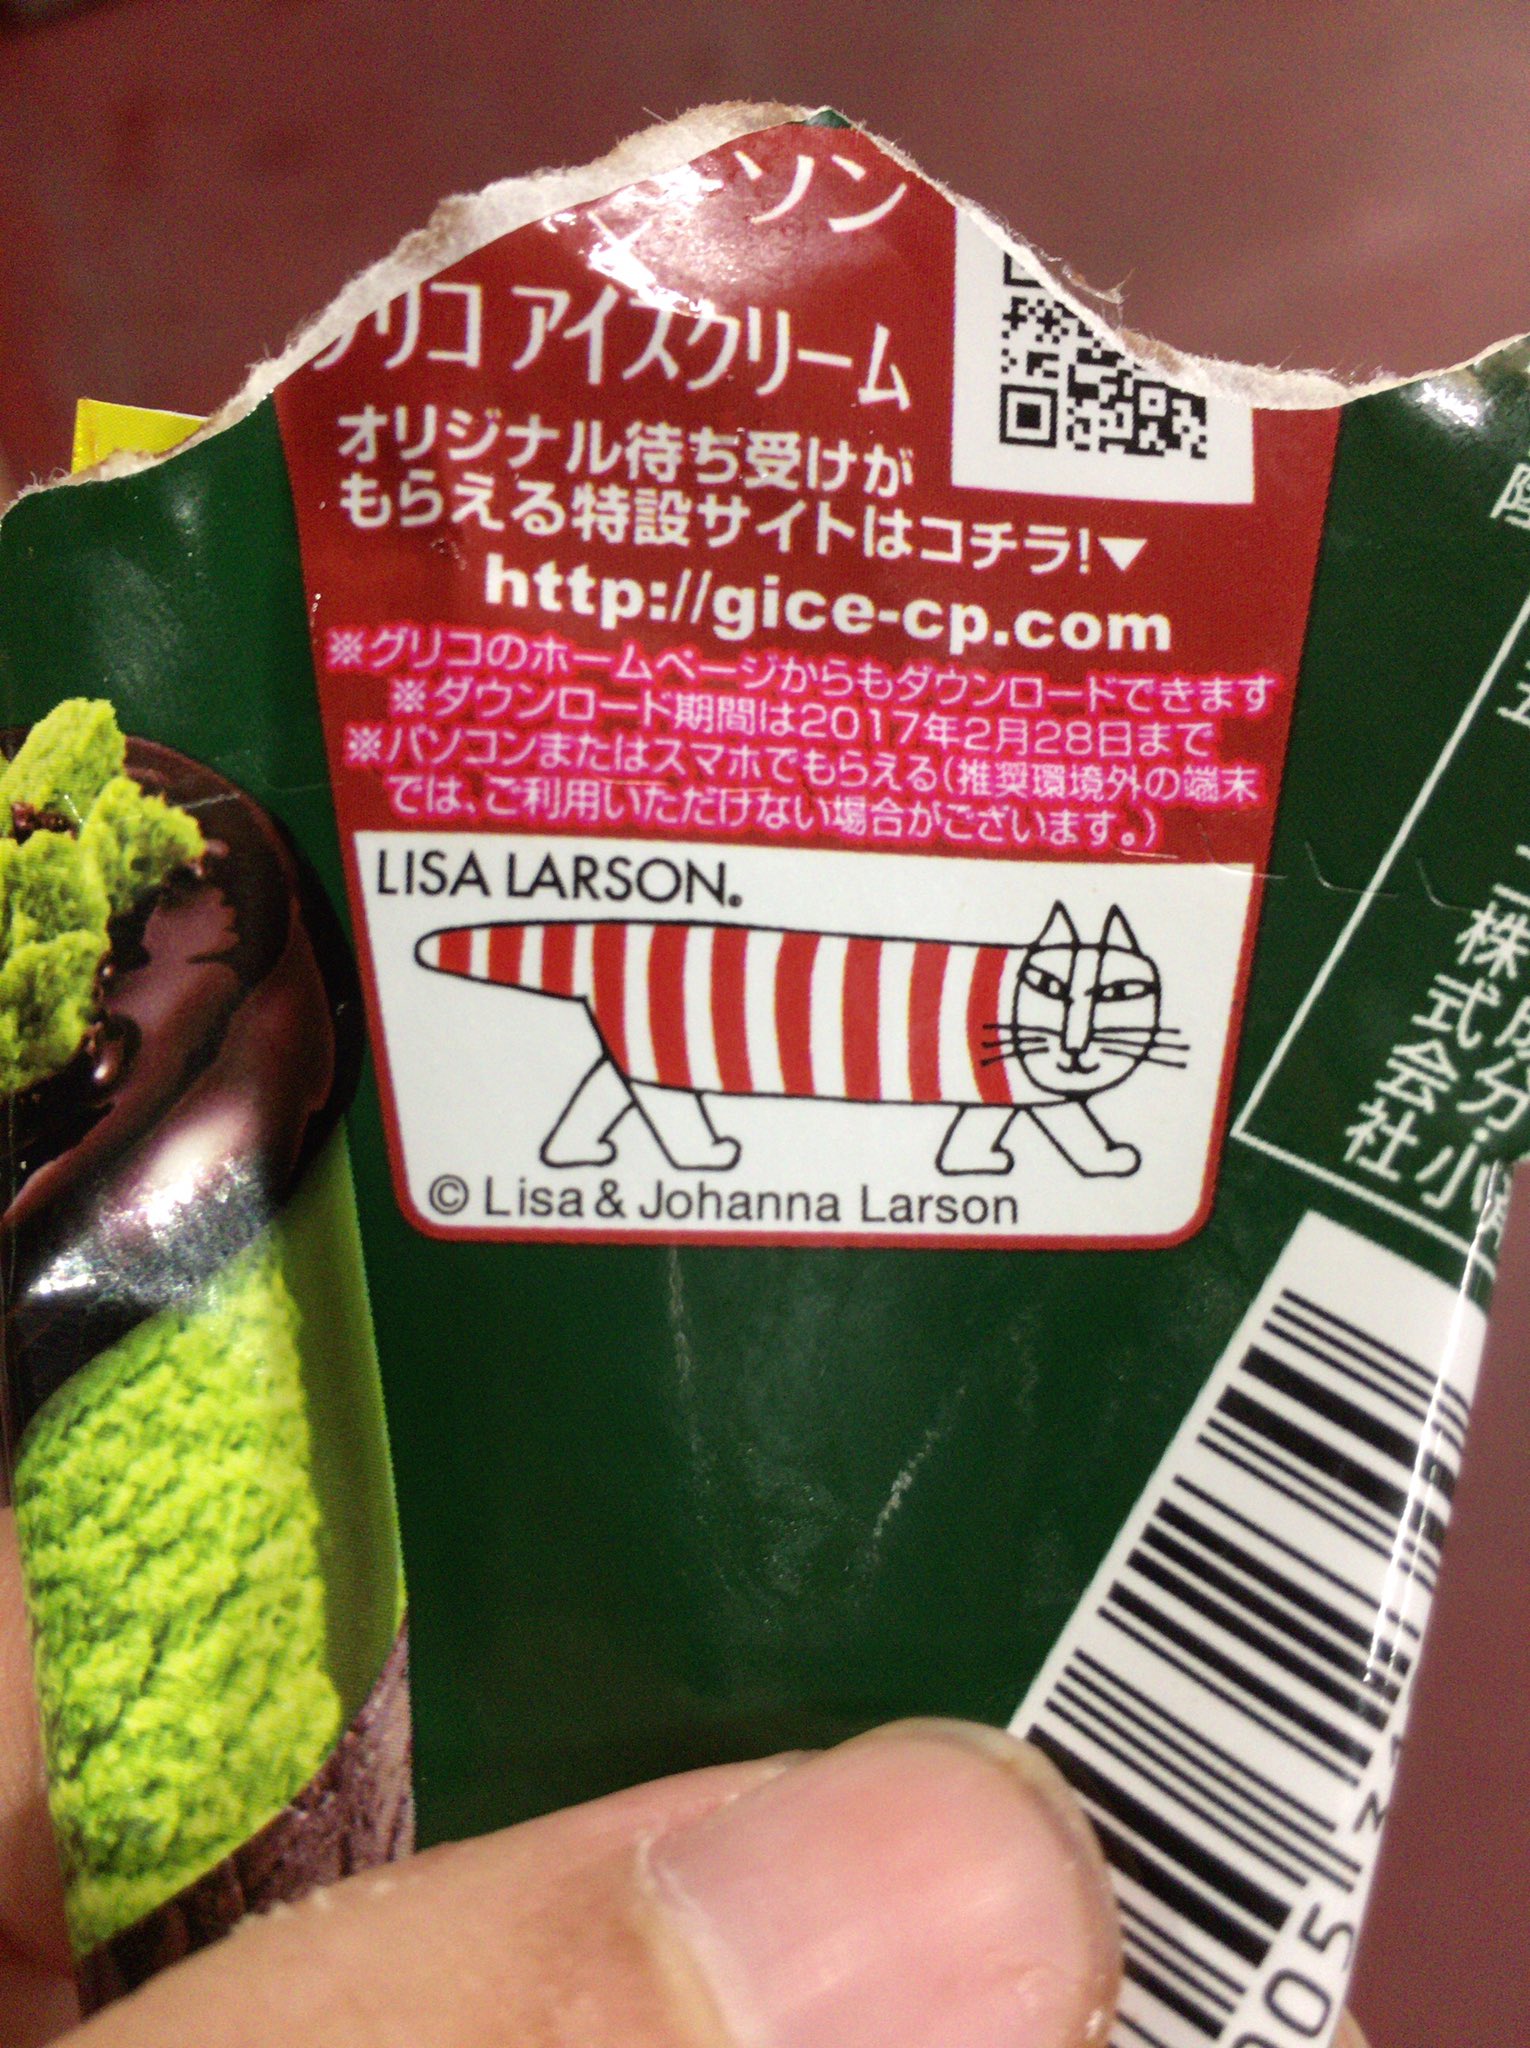 ソン
リコ アイスクリーム
オリジナル待ち受けが
もらえる特設サイトはコチラ!▼
http://gice-cp.com
※グリコのホームページからもダウンロードできます
※ダウンロード期間は2017年2月28日まで
※パソコンまたはスマホでもらえる(推奨環境外の端末
では、ご利用いただけない場合がございます。)
LISA LARSON®
© Lisa & Johanna Larson
成分・小
株式会社
005